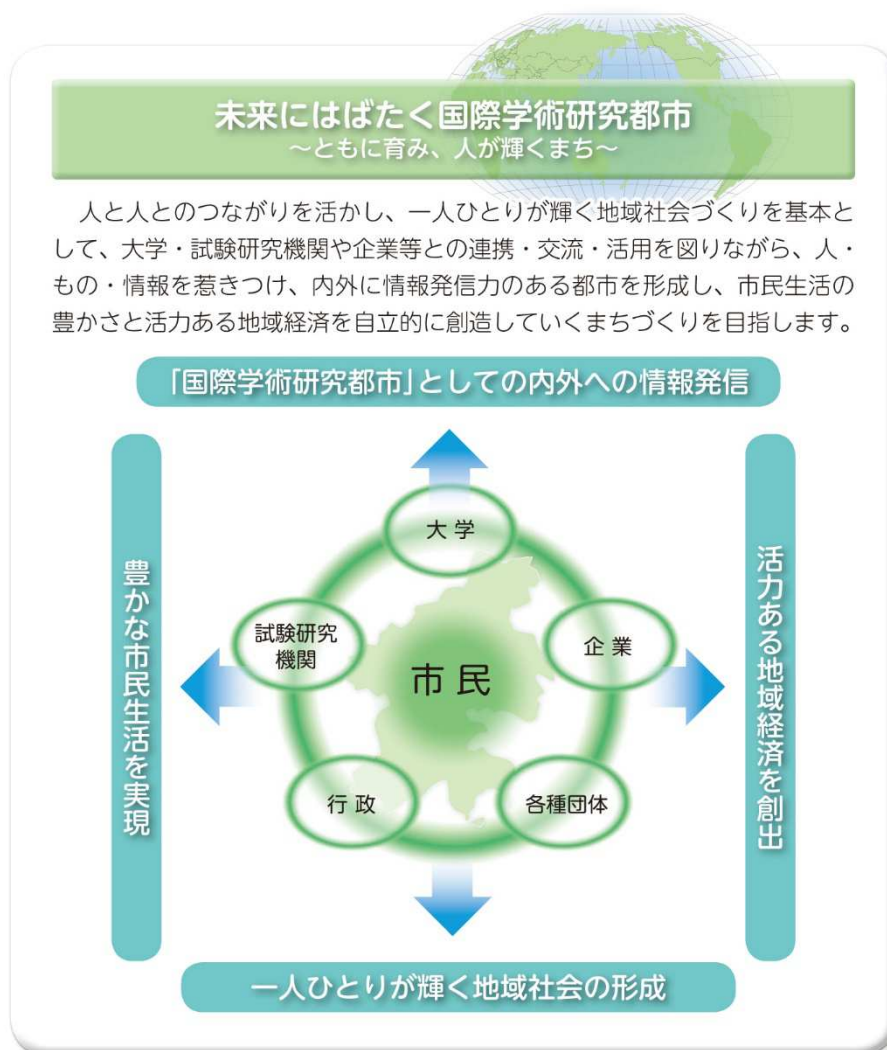 未来にはばたく国際学術研究都市
～ともに育み、人が輝くまち～
人と人とのつながりを活かし、一人ひとりが輝く地域社会づくりを基本と
して、大学・試験研究機関や企業等との連携・交流・活用を図りながら、人・
もの・情報を惹きつけ、内外に情報発信力のある都市を形成し、市民生活の
豊かさと活力ある地域経済を自立的に創造していくまちづくりを目指します。
「国際学術研究都市」としての内外への情報発信
豊かな市民生活を実現
大学
試験研究
機関
企業
市民
行政
各種団体
活力ある地域経済を創出
一人ひとりが輝く地域社会の形成